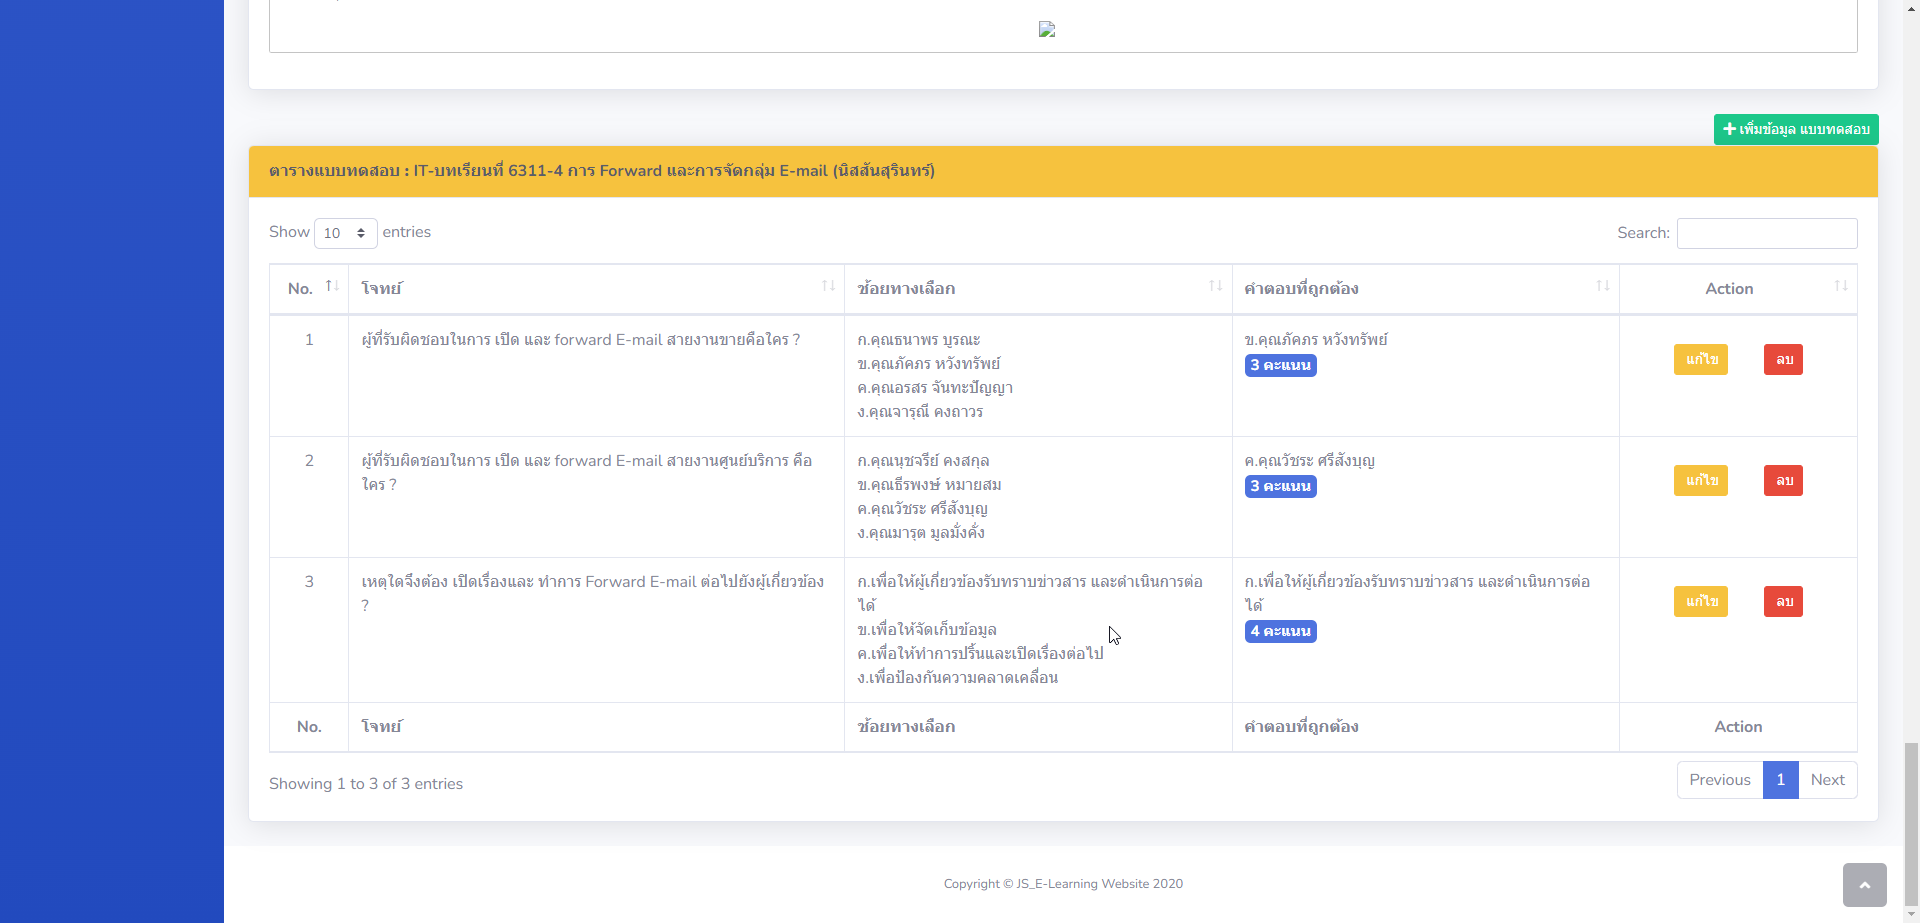 เพิ่มข้อมูล แบบทดสอบ
ตารางแบบทดสอบ : IT-บทเรียนที่ 6311-4 การ Forward และการจัดกลุ่ม E-mail (นิสสันสุรินทร์)
Show 10 entries
Search:
No. โจทย์ ช้อยทางเลือก คำตอบที่ถูกต้อง Action
1 ผู้ที่รับผิดชอบในการ เปิด และ forward E-mail สายงานขายคือใคร ? ก.คุณธนาพร บูรณะ ข.คุณภัคภร หวังทรัพย์
ข.คุณภัคภร หวังทรัพย์ 3 คะแนน แก้ไข ลบ
ค.คุณอรสร จันทะปัญญา
ง.คุณจารุณี คงถาวร
2 ผู้ที่รับผิดชอบในการ เปิด และ forward E-mail สายงานศูนย์บริการ คือ ก.คุณนุชจรีย์ คงสกุล ค.คุณวัชระ ศรีสังบุญ
ใคร ? ข.คุณธีรพงษ์ หมายสม 3 คะแนน แก้ไข ลบ
ค.คุณวัชระ ศรีสังบุญ
ง.คุณมารุต มูลมั่งคั่ง
3 เหตุใดจึงต้อง เปิดเรื่องและ ทำการ Forward E-mail ต่อไปยังผู้เกี่ยวข้อง ก.เพื่อให้ผู้เกี่ยวข้องรับทราบข่าวสาร และดำเนินการต่อ ก.เพื่อให้ผู้เกี่ยวข้องรับทราบข่าวสาร และดำเนินการต่อ
? ได้ ได้ แก้ไข ลบ
ข.เพื่อให้จัดเก็บข้อมูล 4 คะแนน
ค.เพื่อให้ทำการปริ้นและเปิดเรื่องต่อไป
ง.เพื่อป้องกันความคลาดเคลื่อน
No. โจทย์ ช้อยทางเลือก คำตอบที่ถูกต้อง Action
Showing 1 to 3 of 3 entries
Previous 1 Next
Copyright © JS_E-Learning Website 2020